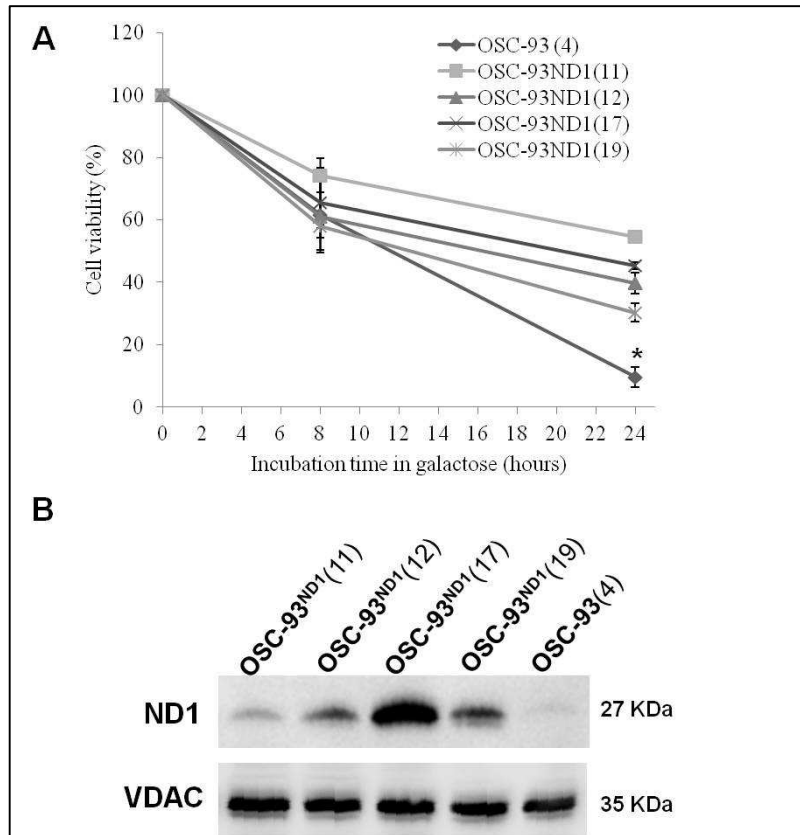 A
120
100
80
60
40
20
0
Cell viability (%)
OSC-93 (4)
OSC-93ND1(11)
OSC-93ND1(12)
OSC-93ND1(17)
OSC-93ND1(19)
*
0 2 4 6 8 10 12 14 16 18 20 22 24
Incubation time in galactose (hours)
B
OSC-93ND1(11)
OSC-93ND1(12)
OSC-93ND1(17)
OSC-93ND1(19)
OSC-93(4)
ND1
27 KDa
VDAC
35 KDa